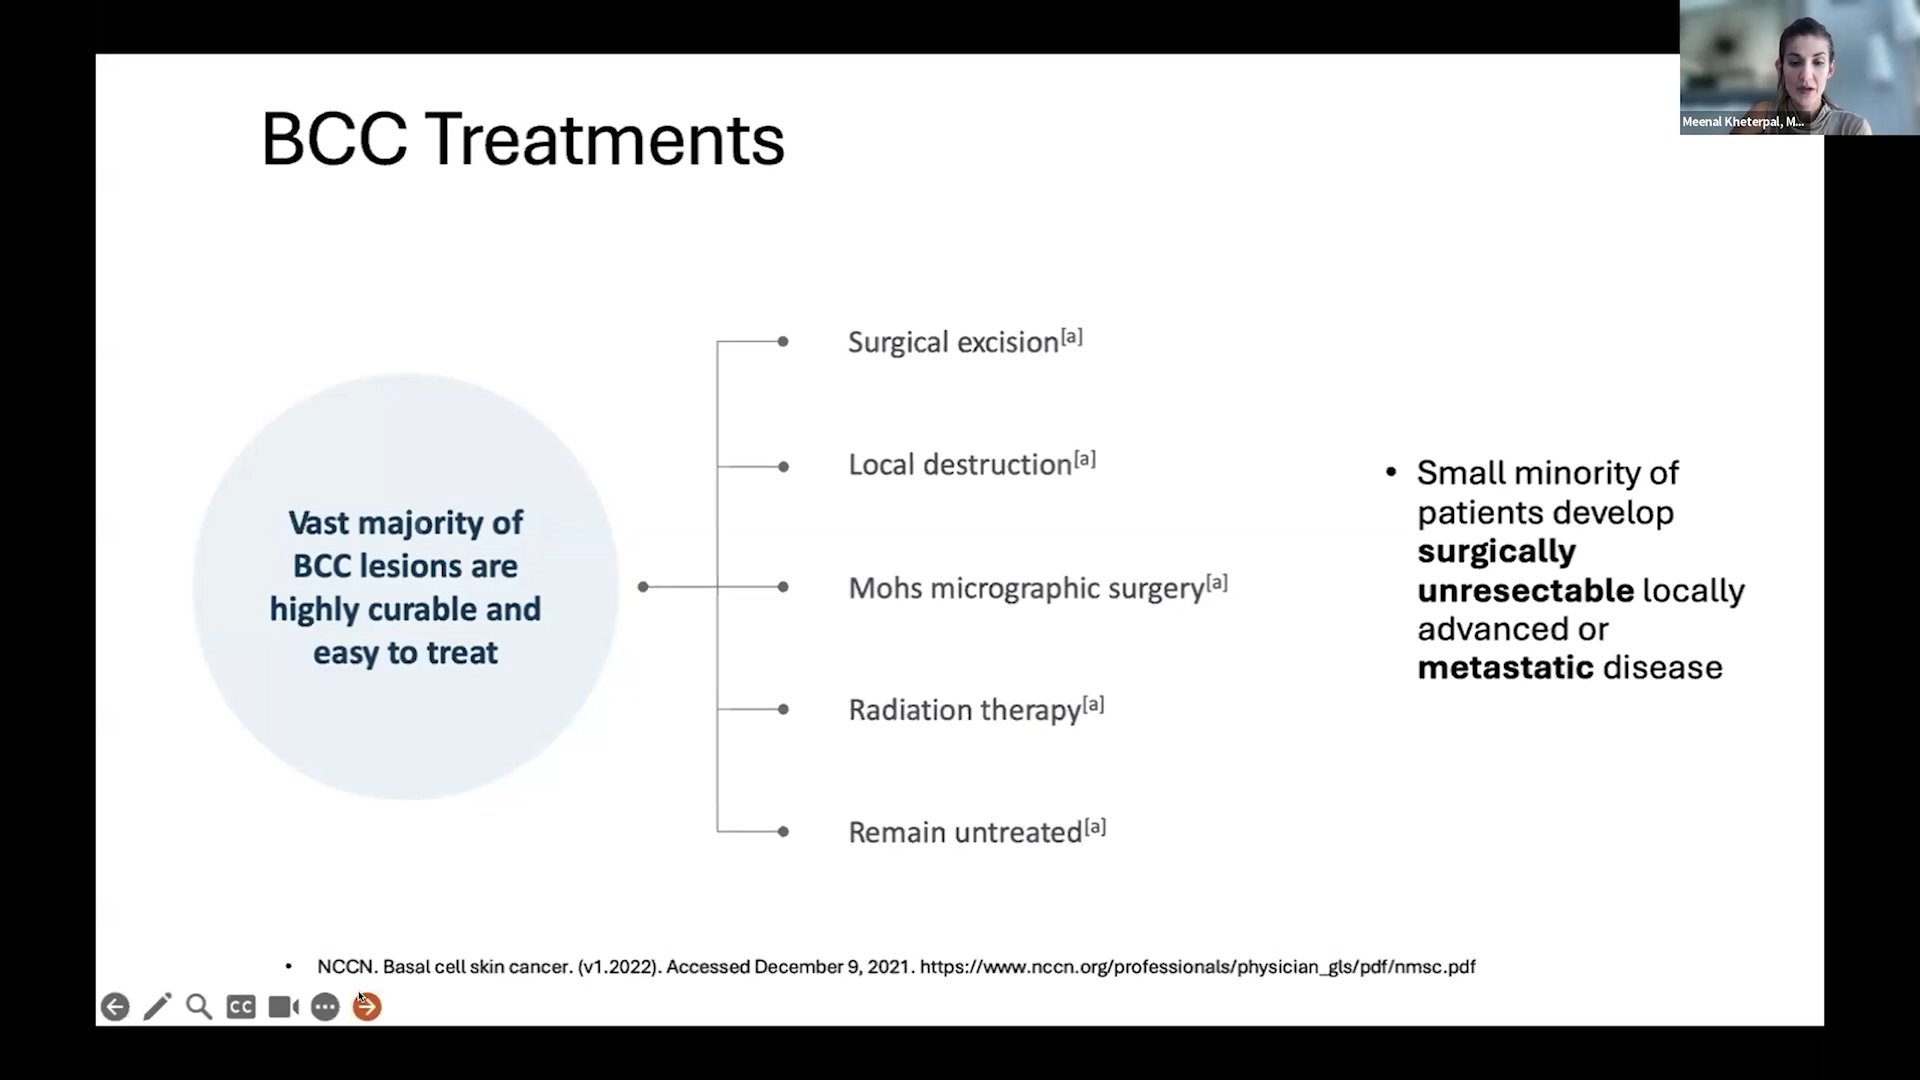 Meenal Kheterpal, M...
BCC Treatments
Vast majority of
BCC lesions are
highly curable and
easy to treat
Surgical excision[a]
Local destruction[a]
Mohs micrographic surgery[a]
Radiation therapy[a]
Remain untreated[a]
• Small minority of
patients develop
surgically
unresectable locally
advanced or
metastatic disease
• NCCN. Basal cell skin cancer. (v1.2022). Accessed December 9, 2021. https://www.nccn.org/professionals/physician_gls/pdf/nmsc.pdf
CC